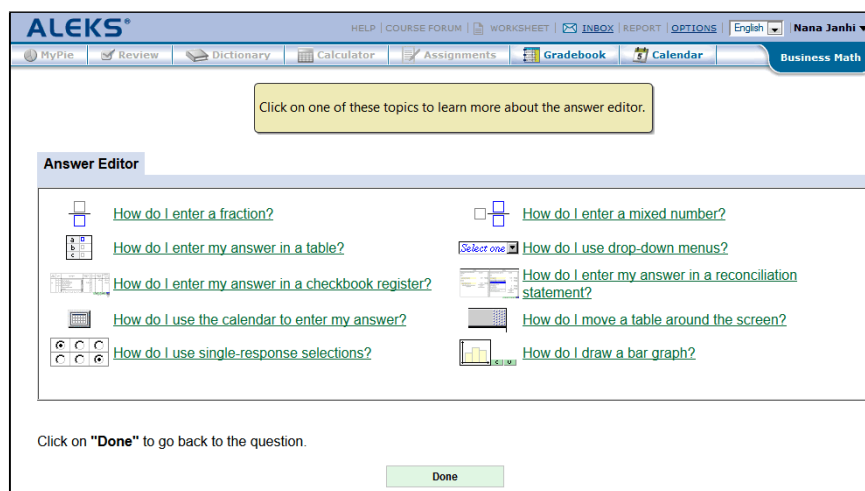 ALEKS®
HELP | COURSE FORUM | WORKSHEET | INBOX | REPORT | OPTIONS | English | Nana Janhi
MyPie Review Dictionary Calculator Assignments Gradebook Calendar Business Math
Click on one of these topics to learn more about the answer editor.
Answer Editor
How do I enter a fraction?
How do I enter a mixed number?
a
b
c
How do I enter my answer in a table?
Select one
How do I use drop-down menus?
How do I enter my answer in a checkbook register?
How do I enter my answer in a reconciliation
statement?
How do I use the calendar to enter my answer?
How do I move a table around the screen?
How do I use single-response selections?
How do I draw a bar graph?
Click on "Done" to go back to the question.
Done